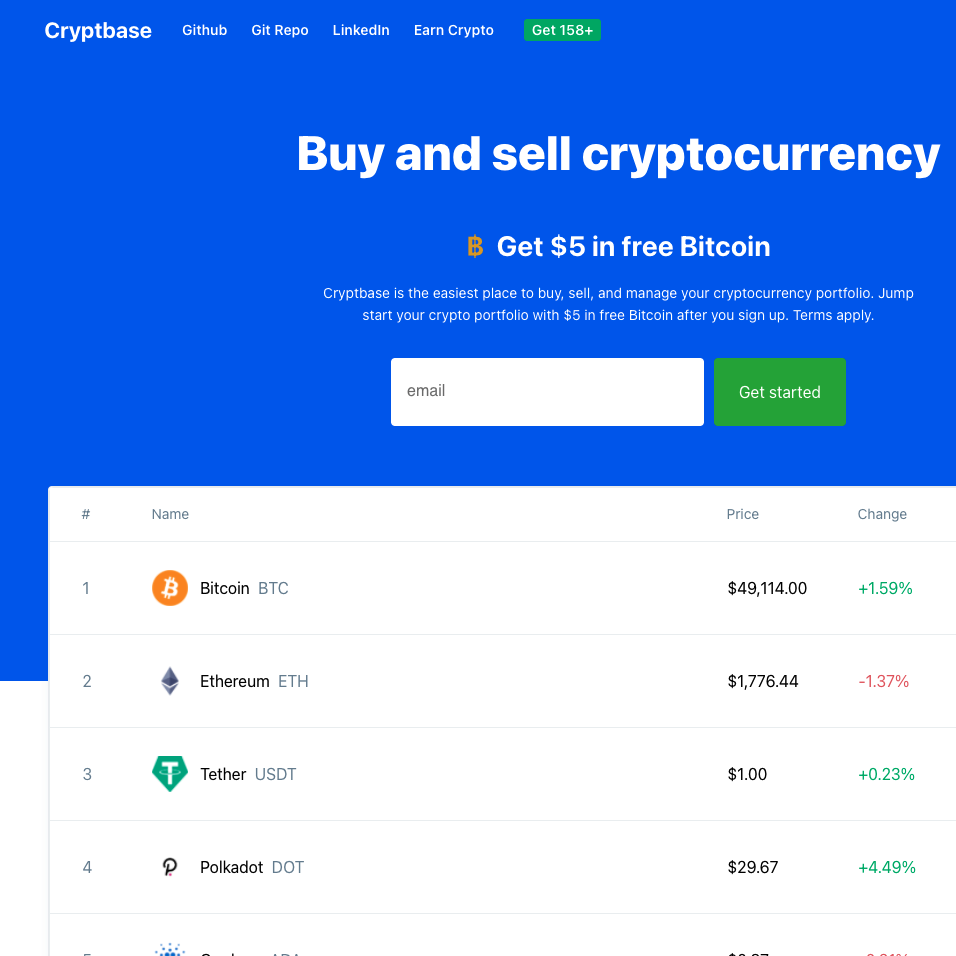 Cryptbase Github Git Repo LinkedIn Earn Crypto Get 158+
Buy and sell cryptocurrency
Get $5 in free Bitcoin
Cryptbase is the easiest place to buy, sell, and manage your cryptocurrency portfolio. Jump
start your crypto portfolio with $5 in free Bitcoin after you sign up. Terms apply.
email Get started
# Name Price Change
1 Bitcoin BTC $49,114.00 +1.59%
2 Ethereum ETH $1,776.44 -1.37%
3 Tether USDT $1.00 +0.23%
4 Polkadot DOT $29.67 +4.49%